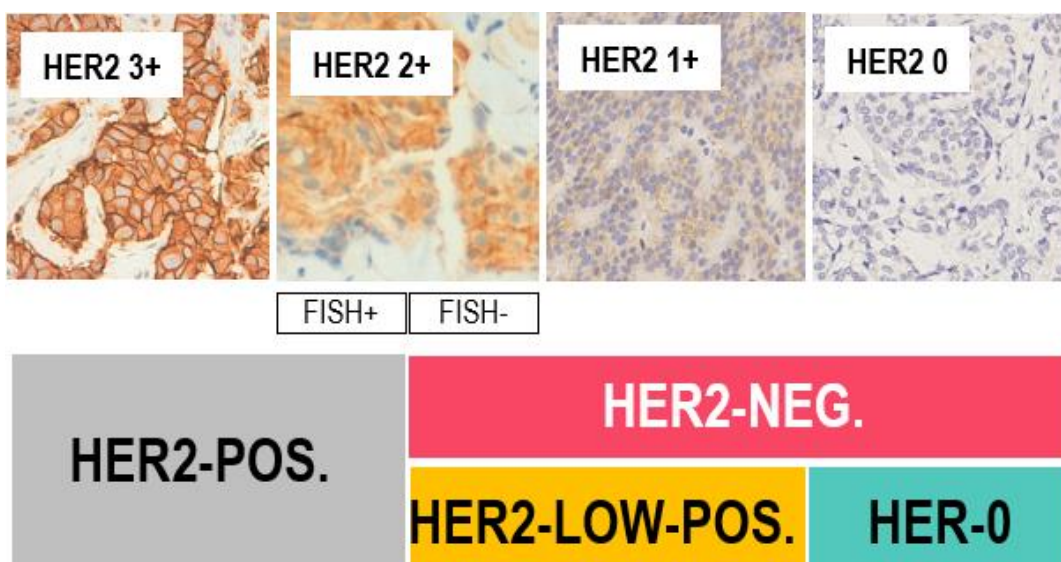 HER2 3+
HER2 2+
HER2 1+
HER2 0
FISH+
FISH-
HER2-POS.
HER2-NEG.
HER2-LOW-POS.
HER-0